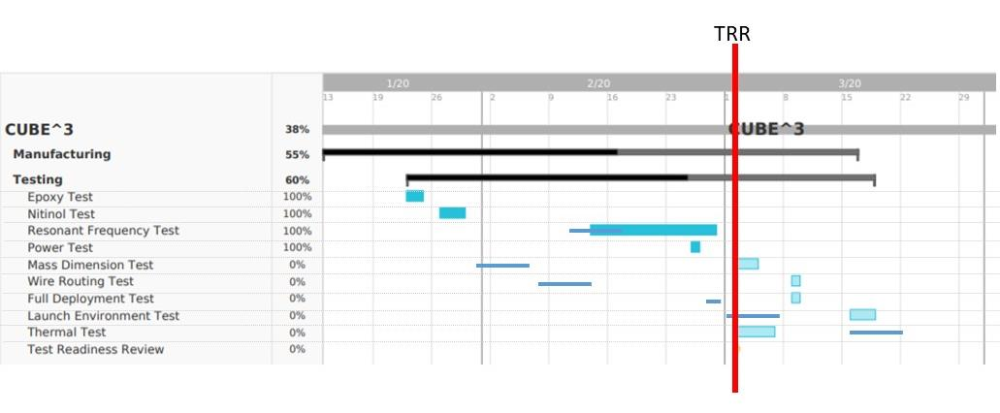 TRR
1/20 2/20 3/20
13 19 26 2 9 16 23 1 8 15 22 29
CUBE^3 38% CUBE^3
Manufacturing 55%
Testing 60%
Epoxy Test 100%
Nitinol Test 100%
Resonant Frequency Test 100%
Power Test 100%
Mass Dimension Test 0%
Wire Routing Test 0%
Full Deployment Test 0%
Launch Environment Test 0%
Thermal Test 0%
Test Readiness Review 0%